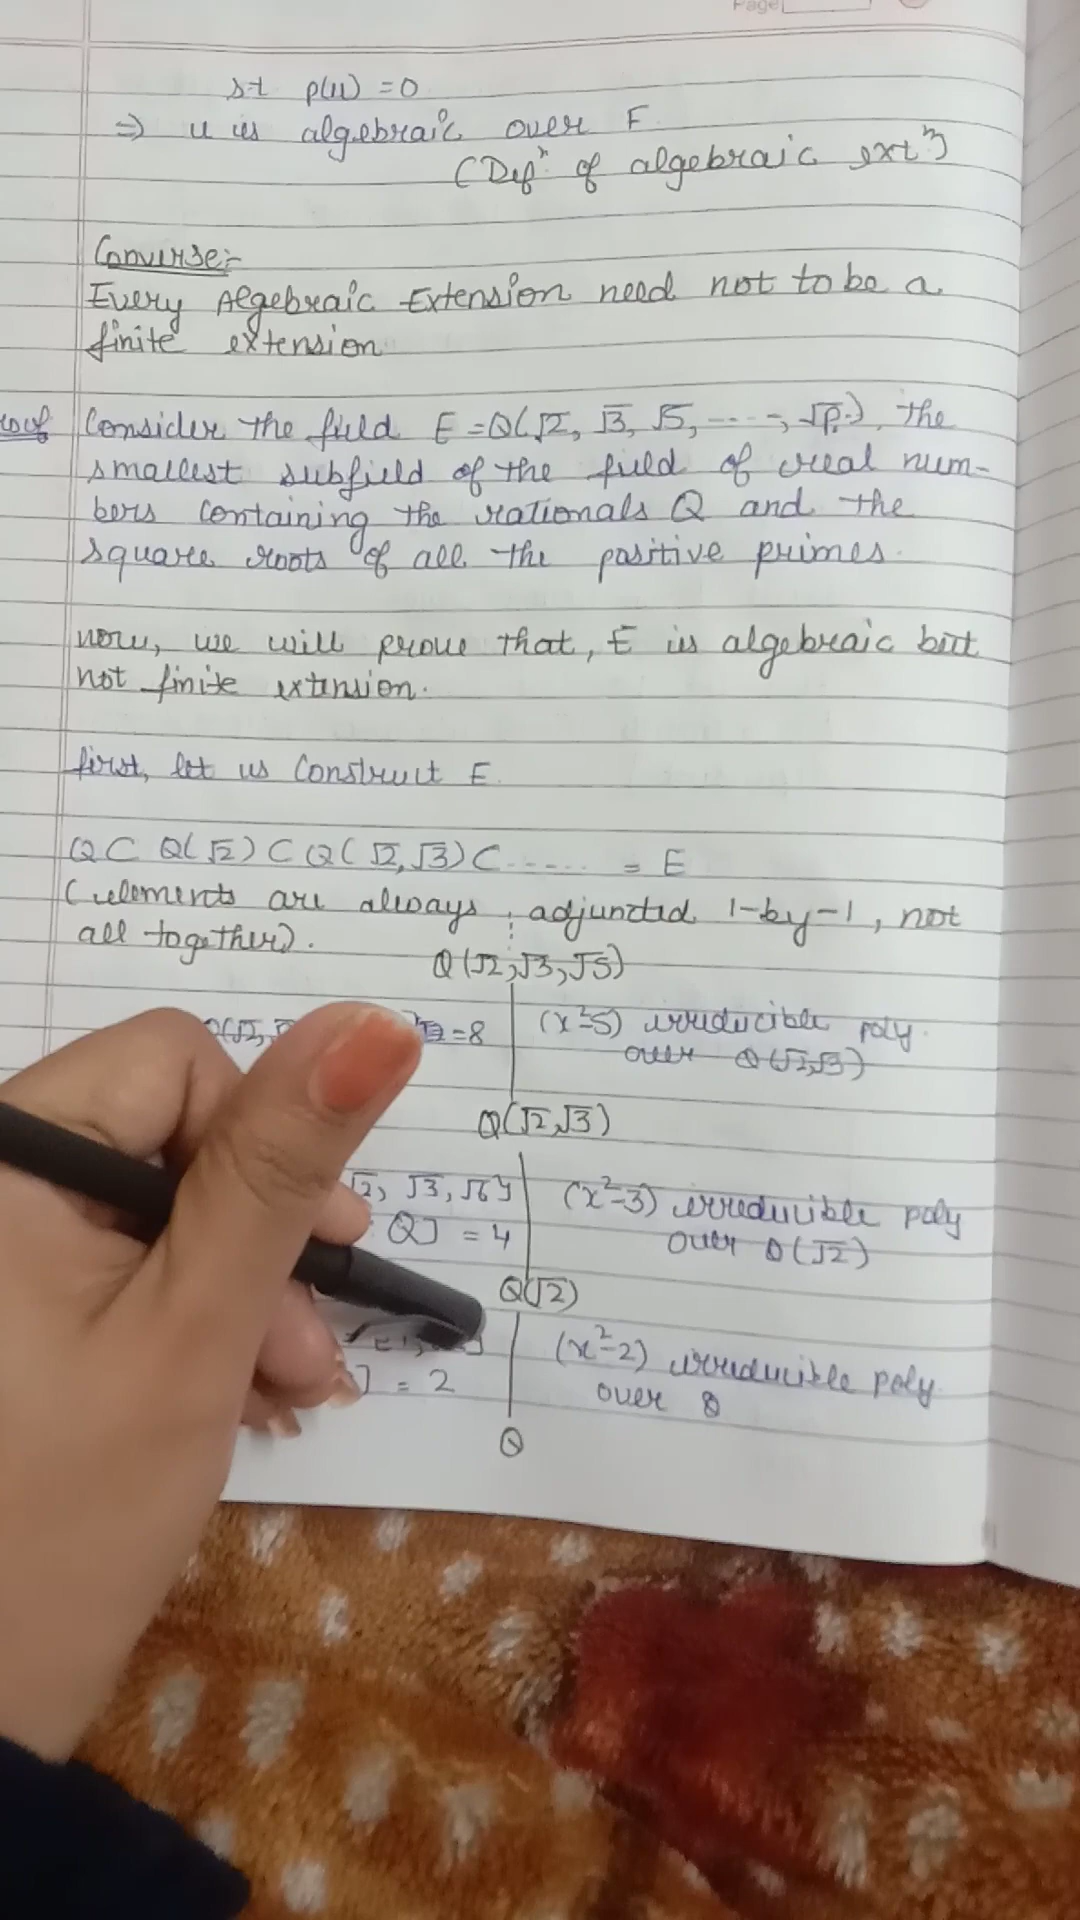 Page
s.t p(u) = 0
⇒ u is algebraic over F
(Defⁿ of algebraic extⁿ)
Converse:-
Every Algebraic Extension need not to be a
finite extension
Consider the field E = Q(√2, √3, √5, ----, √Pi), the
smallest subfield of the field of real num-
bers containing the rationals Q and the
square roots of all the positive primes.
now, we will prove that, E is algebraic but
not finite extension.
first, let us construct E.
Q ⊂ Q(√2) ⊂ Q(√2, √3) ⊂ ------ = E
(elements are always adjuncted 1-by-1, not
all together).
Q(√2, √3, √5)
= 8 (x²-5) irreducible poly.
over Q(√2,√3)
Q(√2,√3)
√2, √3, √6} (x²-3) irreducible poly
Q] = 4 over Q(√2)
Q(√2)
(x²-2) irreducible poly.
] = 2 over Q
Q